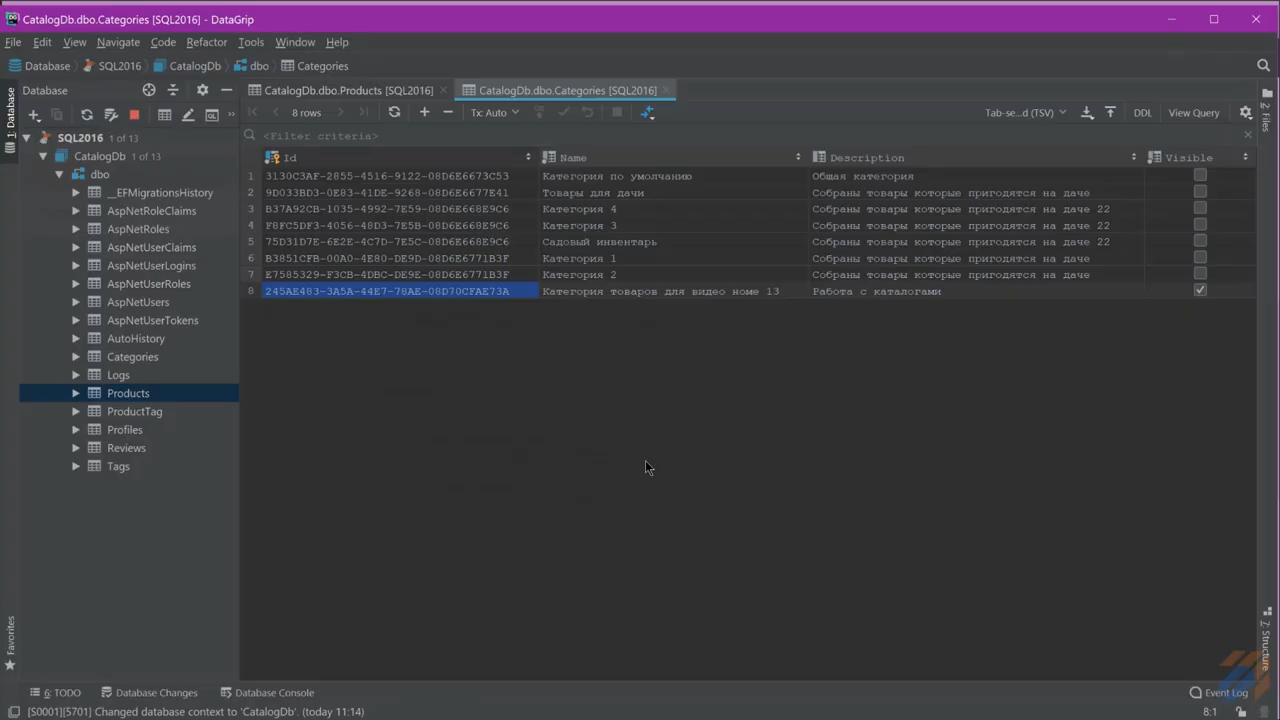 CatalogDb.dbo.Categories [SQL2016] - DataGrip
File Edit View Navigate Code Refactor Tools Window Help
Database SQL2016 CatalogDb dbo Categories
Database
CatalogDb.dbo.Products [SQL2016] CatalogDb.dbo.Categories [SQL2016]
8 rows Tx: Auto Tab-se...d (TSV) DDL View Query
<Filter criteria>
1: Database
2: Files
SQL2016 1 of 13
CatalogDb 1 of 13
dbo
__EFMigrationsHistory
AspNetRoleClaims
AspNetRoles
AspNetUserClaims
AspNetUserLogins
AspNetUserRoles
AspNetUsers
AspNetUserTokens
AutoHistory
Categories
Logs
Products
ProductTag
Profiles
Reviews
Tags
Id Name Description Visible
1 3130C3AF-2855-4516-9122-08D6E6673C53 Категория по умолчанию Общая категория
2 9D033BD3-0E83-41DE-9268-08D6E6677E41 Товары для дачи Собраны товары которые пригодятся на даче
3 B37A92CB-1035-4992-7E59-08D6E668E9C6 Категория 4 Собраны товары которые пригодятся на даче 22
4 F8FC5DF3-4056-48D3-7E5B-08D6E668E9C6 Категория 3 Собраны товары которые пригодятся на даче 22
5 75D31D7E-6E2E-4C7D-7E5C-08D6E668E9C6 Садовый инвентарь Собраны товары которые пригодятся на даче 22
6 B3851CFB-00A0-4E80-DE9D-08D6E6771B3F Категория 1 Собраны товары которые пригодятся на даче
7 E7585329-F3CB-4DBC-DE9E-08D6E6771B3F Категория 2 Собраны товары которые пригодятся на даче
8 245AE483-3A5A-44E7-78AE-08D70CFAE73A Категория товаров для видео номе 13 Работа с каталогами
Favorites
7: Structure
6: TODO Database Changes Database Console Event Log
[S0001][5701] Changed database context to 'CatalogDb'. (today 11:14) 8:1